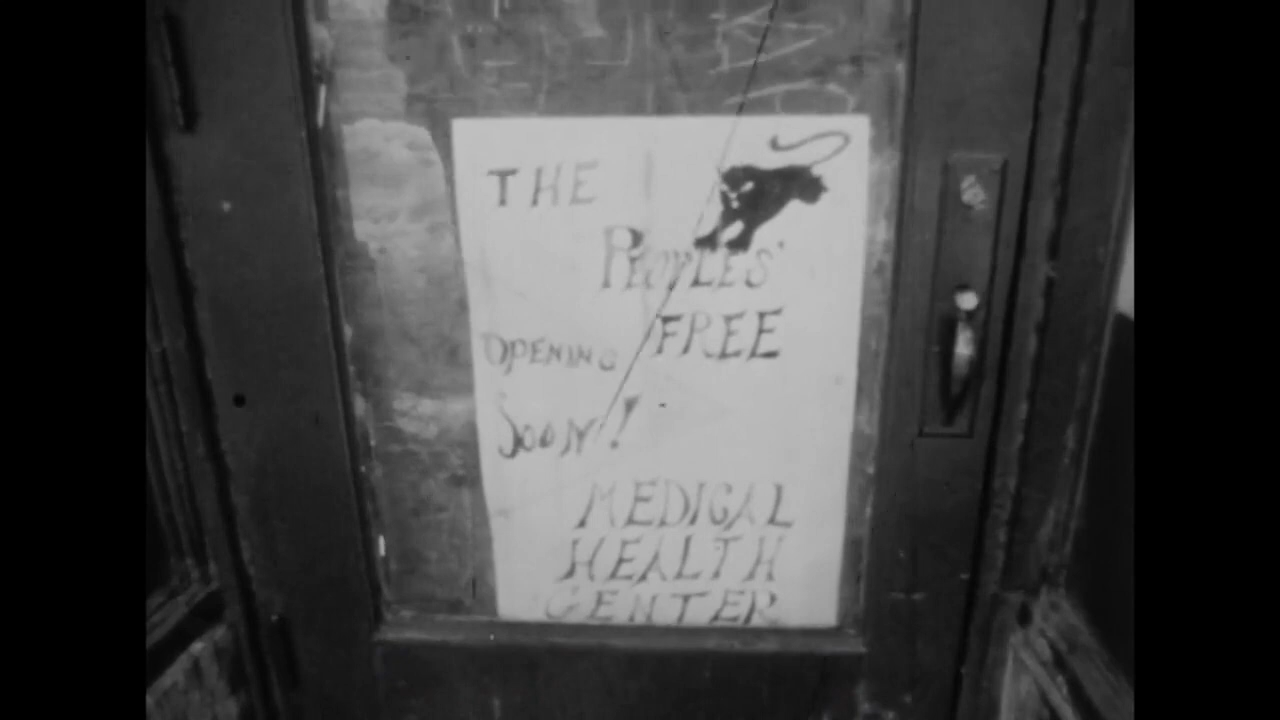 THE
PEOPLES'
FREE
OPENING
SOON!
MEDICAL
HEALTH
CENTER